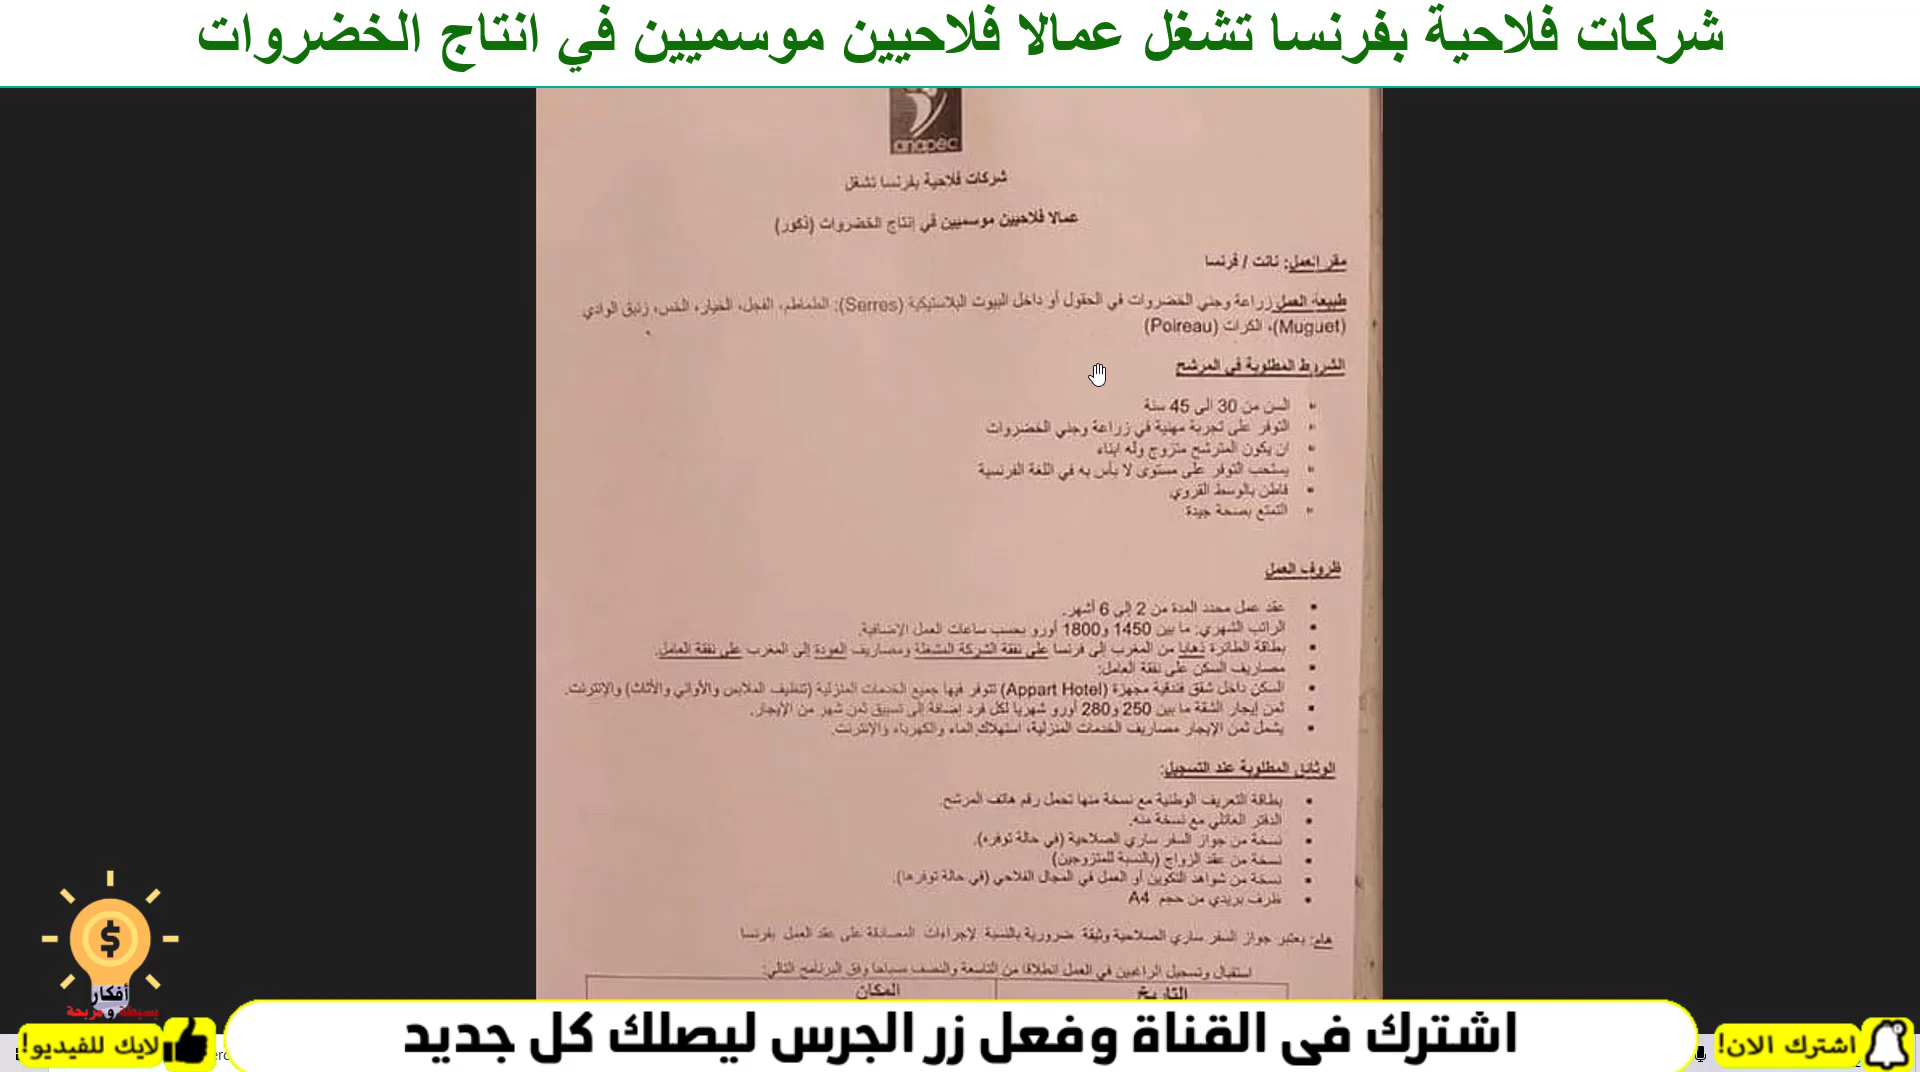 شركات فلاحية بفرنسا تشغل عمالا فلاحيين موسميين في انتاج الخضروات
anapec
شركات فلاحية بفرنسا تشغل
عمالا فلاحيين موسميين في إنتاج الخضروات (ذكور)
مقر العمل: نانت / فرنسا
طبيعة العمل زراعة وجني الخضروات في الحقول أو داخل البيوت البلاستيكية (Serres): الطماطم، الفجل، الخيار، الخس، زنبق الوادي
(Muguet)، الكرات (Poireau)
الشروط المطلوبة في المرشح
السن من 30 الى 45 سنة
التوفر على تجربة مهنية في زراعة وجني الخضروات
ان يكون المترشح متزوج وله ابناء
يستحب التوفر على مستوى لا بأس به في اللغة الفرنسية
قاطن بالوسط القروي
التمتع بصحة جيدة
ظروف العمل
عقد عمل محدد المدة من 2 إلى 6 أشهر.
الراتب الشهري: ما بين 1450 و1800 أورو بحسب ساعات العمل الإضافية.
بطاقة الطائرة ذهابا من المغرب إلى فرنسا على نفقة الشركة المشغلة ومصاريف العودة إلى المغرب على نفقة العامل.
مصاريف السكن على نفقة العامل:
السكن داخل شقق فندقية مجهزة (Appart Hotel) تتوفر فيها جميع الخدمات المنزلية (تنظيف الملابس والأواني والأثاث) والإنترنت.
ثمن إيجار الشقة ما بين 250 و280 أورو شهريا لكل فرد إضافة إلى تسبيق ثمن شهر من الإيجار.
يشمل ثمن الإيجار مصاريف الخدمات المنزلية، استهلاك الماء والكهرباء والإنترنت.
الوثائق المطلوبة عند التسجيل:
بطاقة التعريف الوطنية مع نسخة منها تحمل رقم هاتف المرشح.
الدفتر العائلي مع نسخة منه.
نسخة من جواز السفر ساري الصلاحية (في حالة توفره).
نسخة من عقد الزواج (بالنسبة للمتزوجين)
نسخة من شواهد التكوين أو العمل في المجال الفلاحي (في حالة توفرها).
ظرف بريدي من حجم A4
هام: يعتبر جواز السفر ساري الصلاحية وثيقة ضرورية بالنسبة لإجراءات المصادقة على عقد العمل بفرنسا
استقبال وتسجيل الراغبين في العمل انطلاقا من التاسعة والنصف صباحا وفق البرنامج التالي:
التاريخ المكان
$
أفكار
بسيطة و مربحة
اشترك الان!
اشترك فى القناة وفعل زر الجرس ليصلك كل جديد
لايك للفيديو!